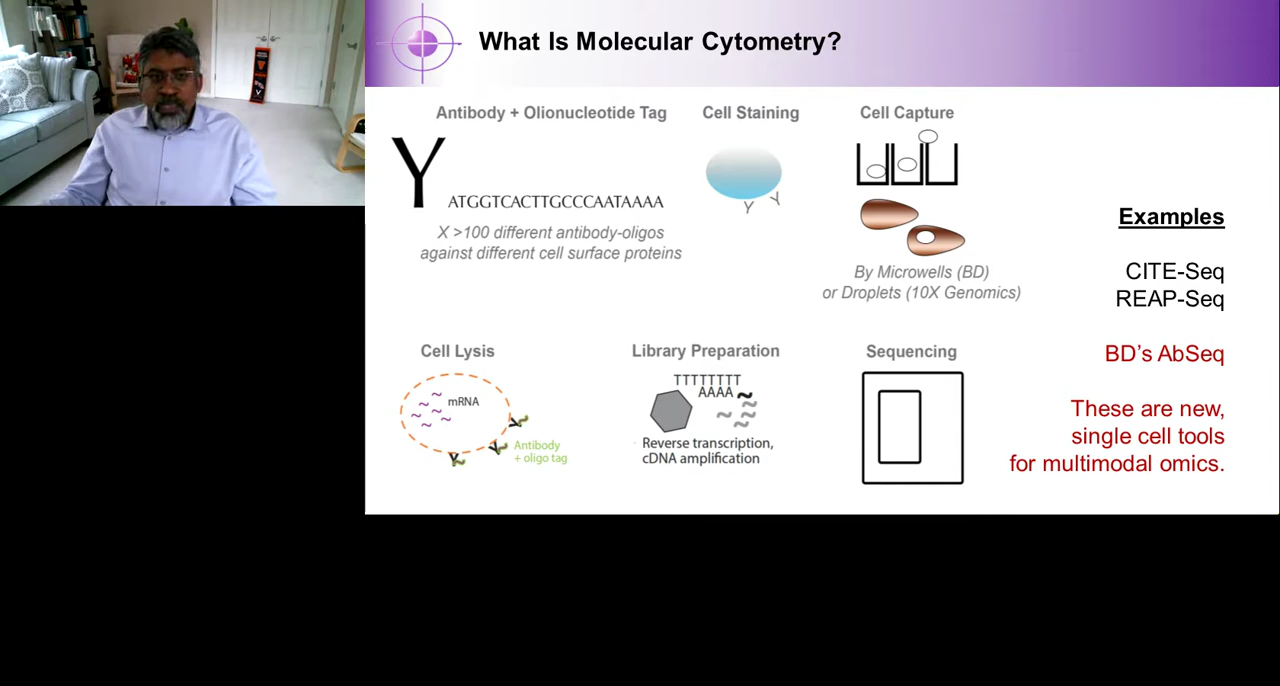 What Is Molecular Cytometry?
Antibody + Olionucleotide Tag
Cell Staining
Cell Capture
Y
ATGGTCACTTGCCCAATAAAA
X >100 different antibody-oligos
against different cell surface proteins
Y
Y
By Microwells (BD)
or Droplets (10X Genomics)
Examples
CITE-Seq
REAP-Seq
BD's AbSeq
These are new,
single cell tools
for multimodal omics.
Cell Lysis
mRNA
Antibody
+ oligo tag
Library Preparation
TTTTTTTT
AAAA
Reverse transcription,
cDNA amplification
Sequencing